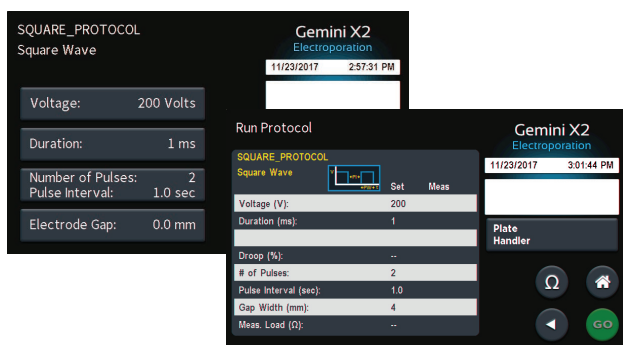 SQUARE_PROTOCOL
Square Wave
Gemini X2
Electroporation
11/23/2017 2:57:31 PM
Voltage: 200 Volts
Duration: 1 ms
Number of Pulses: 2
Pulse Interval: 1.0 sec
Electrode Gap: 0.0 mm
Run Protocol
Gemini X2
Electroporation
11/23/2017 3:01:44 PM
SQUARE_PROTOCOL
Square Wave
Set Meas
Voltage (V): 200
Duration (ms): 1
Droop (%): --
# of Pulses: 2
Pulse Interval (sec): 1.0
Gap Width (mm): 4
Meas. Load (Ω): --
Plate
Handler
Ω
GO